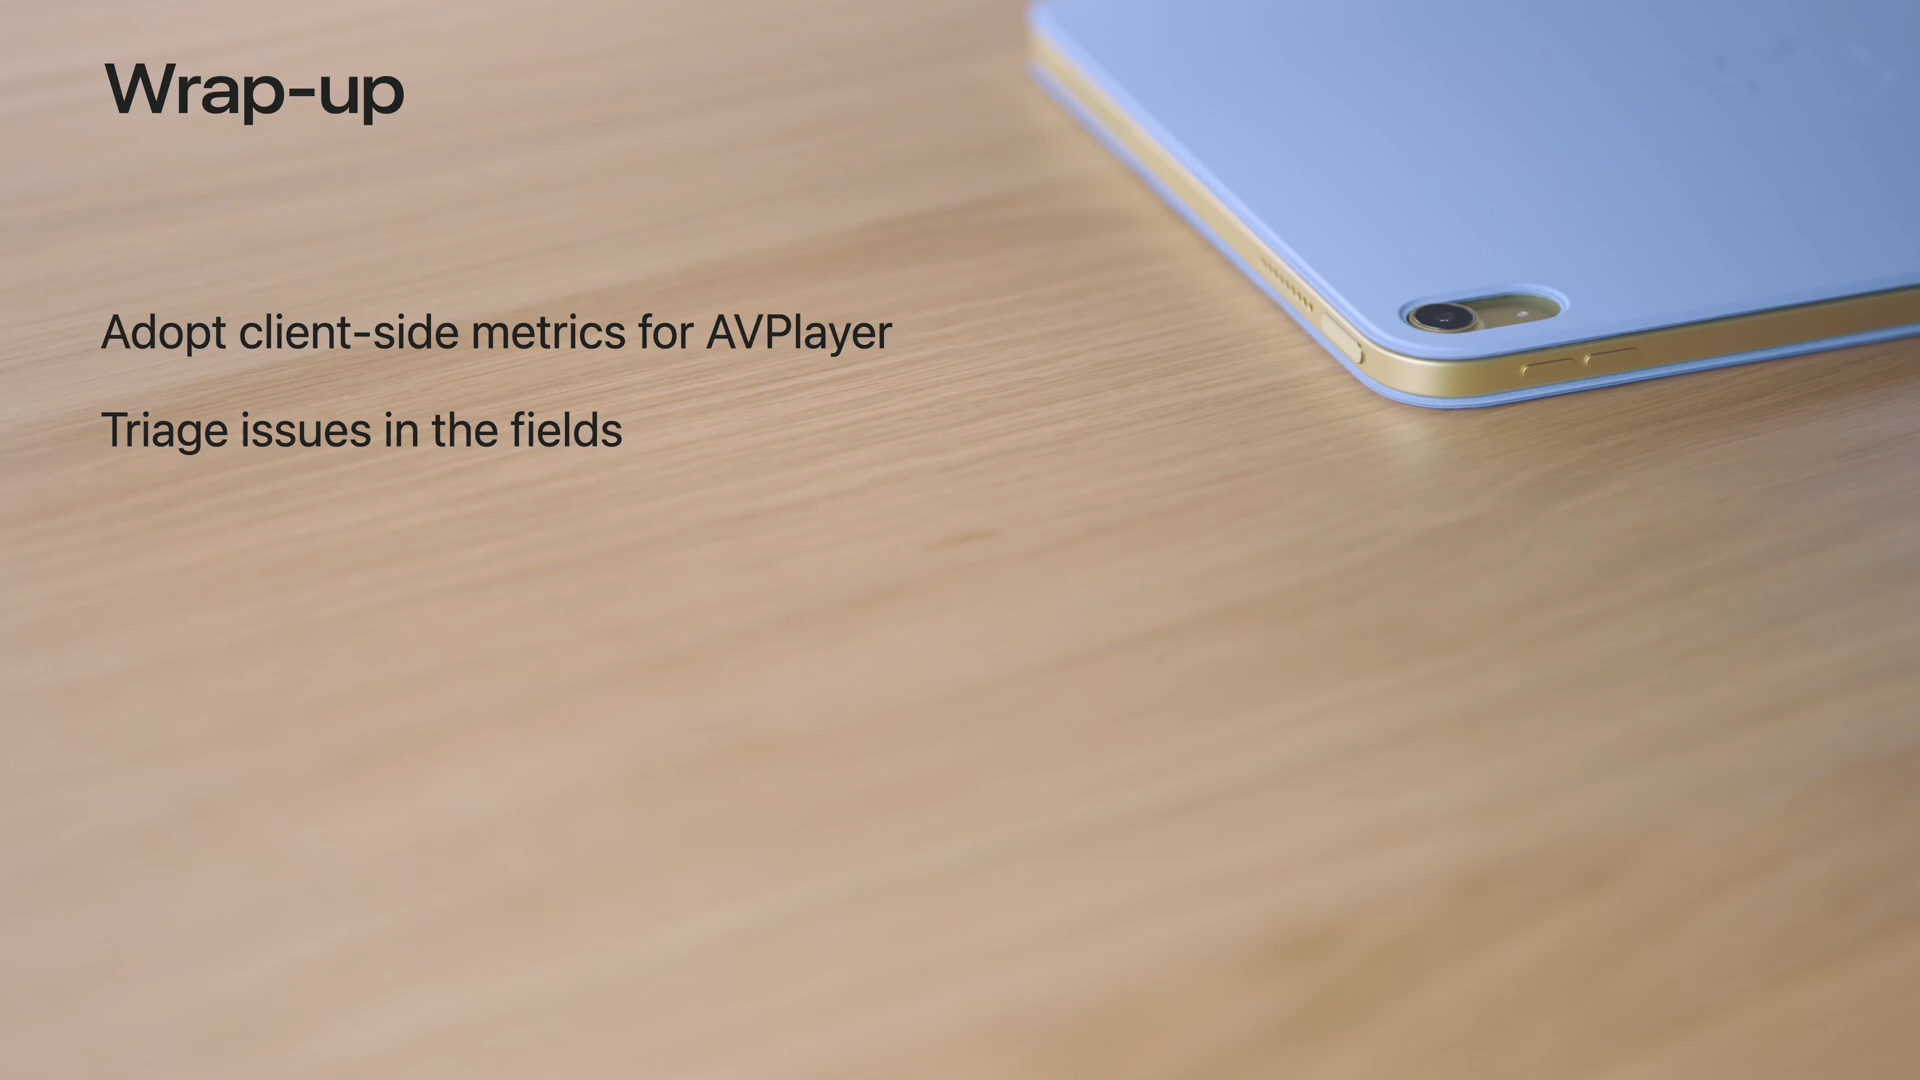 Wrap-up
Adopt client-side metrics for AVPlayer
Triage issues in the fields